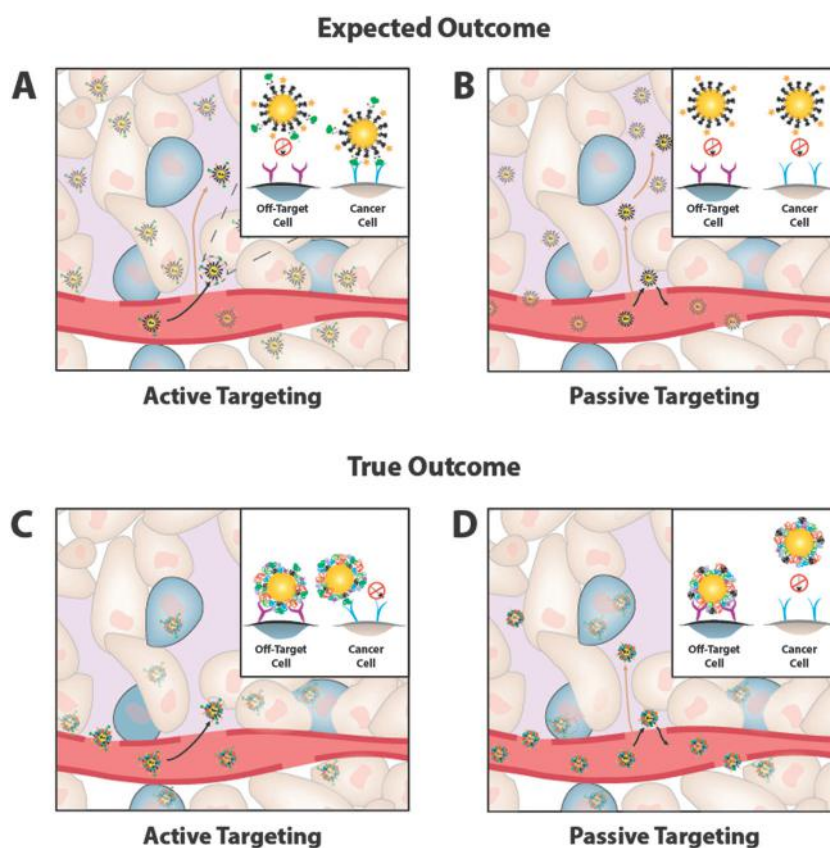 Expected Outcome
A
Off-Target
Cell
Cancer
Cell
Active Targeting
B
Off-Target
Cell
Cancer
Cell
Passive Targeting
True Outcome
C
Off-Target
Cell
Cancer
Cell
Active Targeting
D
Off-Target
Cell
Cancer
Cell
Passive Targeting